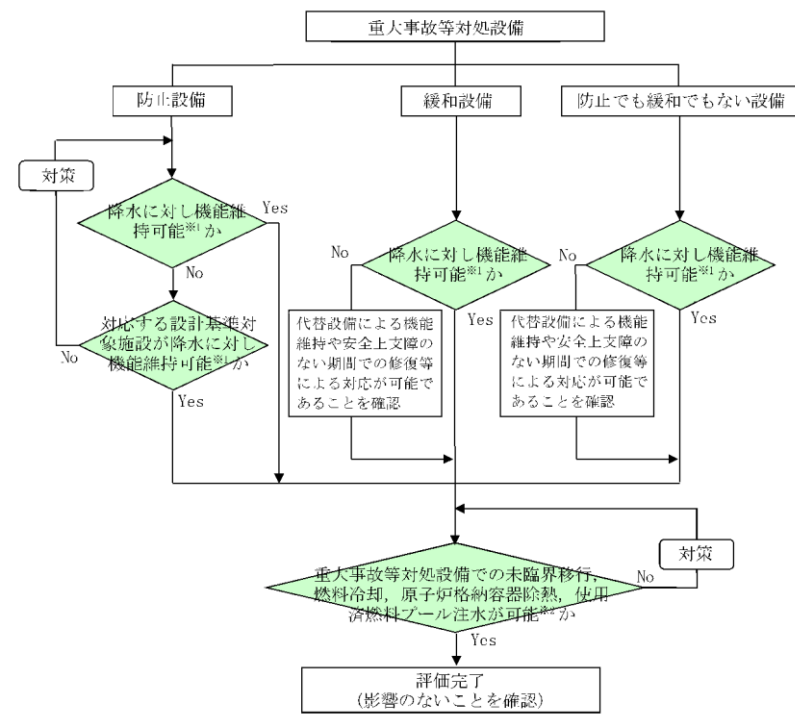 重大事故等対処設備
防止設備
緩和設備
防止でも緩和でもない設備
対策
降水に対し機能維
持可能※1か
Yes
No
対応する設計基準対
象施設が降水に対し
機能維持可能※1か
No
Yes
降水に対し機能維
持可能※1か
No
Yes
代替設備による機能
維持や安全上支障の
ない期間での修復等
による対応が可能で
あることを確認
降水に対し機能維
持可能※1か
No
Yes
代替設備による機能
維持や安全上支障の
ない期間での修復等
による対応が可能で
あることを確認
対策
重大事故等対処設備での未臨界移行，
燃料冷却，原子炉格納容器除熱，使用
済燃料プール注水が可能※2か
No
Yes
評価完了
(影響のないことを確認)